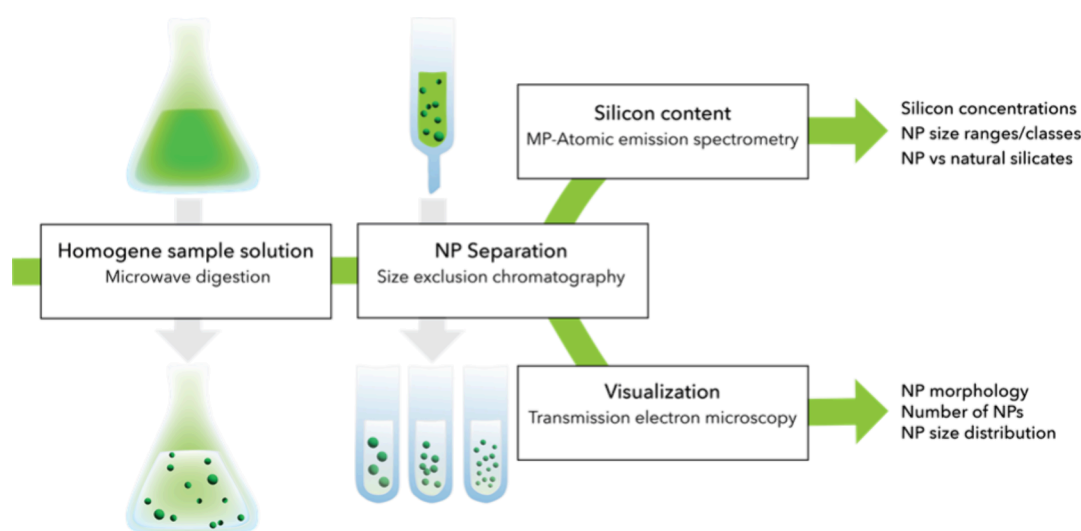 Homogene sample solution
Microwave digestion
NP Separation
Size exclusion chromatography
Silicon content
MP-Atomic emission spectrometry
Silicon concentrations
NP size ranges/classes
NP vs natural silicates
Visualization
Transmission electron microscopy
NP morphology
Number of NPs
NP size distribution